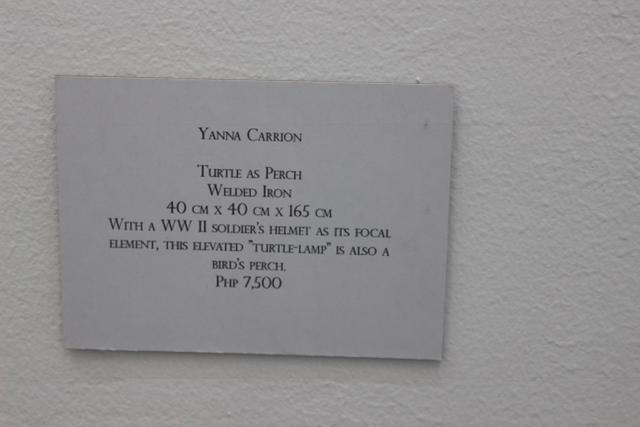 Yanna Carrion
Turtle as Perch
Welded Iron
40 cm x 40 cm x 165 cm
With a WW II soldier's helmet as its focal
element, this elevated "turtle-lamp" is also a
bird's perch.
Php 7,500